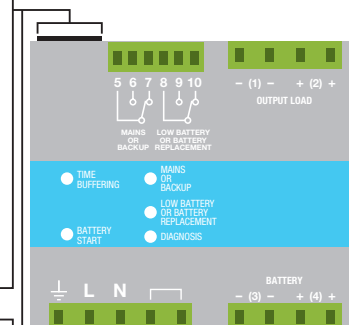 5 6 7 8 9 10
– (1) – + (2) +
OUTPUT LOAD
MAINS
OR
BACKUP
LOW BATTERY
OR BATTERY
REPLACEMENT
TIME
BUFFERING
MAINS
OR
BACKUP
LOW BATTERY
OR BATTERY
REPLACEMENT
BATTERY
START
DIAGNOSIS
L N
BATTERY
– (3) – + (4) +